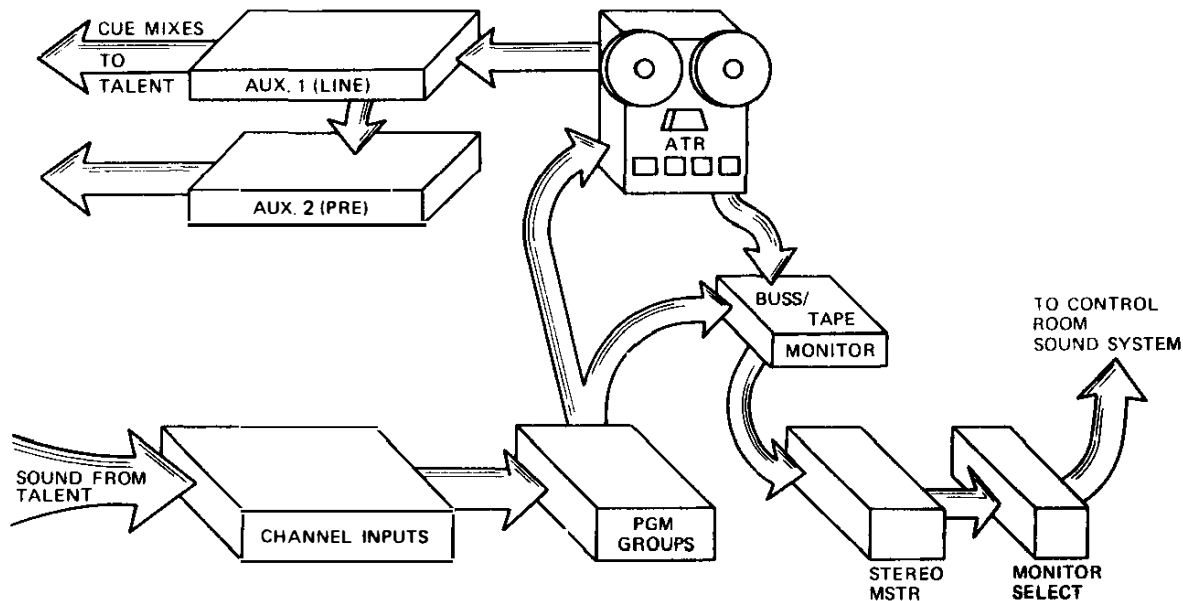 CUE MIXES
TO
TALENT
AUX. 1 (LINE)
ATR
AUX. 2 (PRE)
BUSS/
TAPE
MONITOR
TO CONTROL
ROOM
SOUND SYSTEM
SOUND FROM
TALENT
CHANNEL INPUTS
PGM
GROUPS
STEREO
MSTR
MONITOR
SELECT